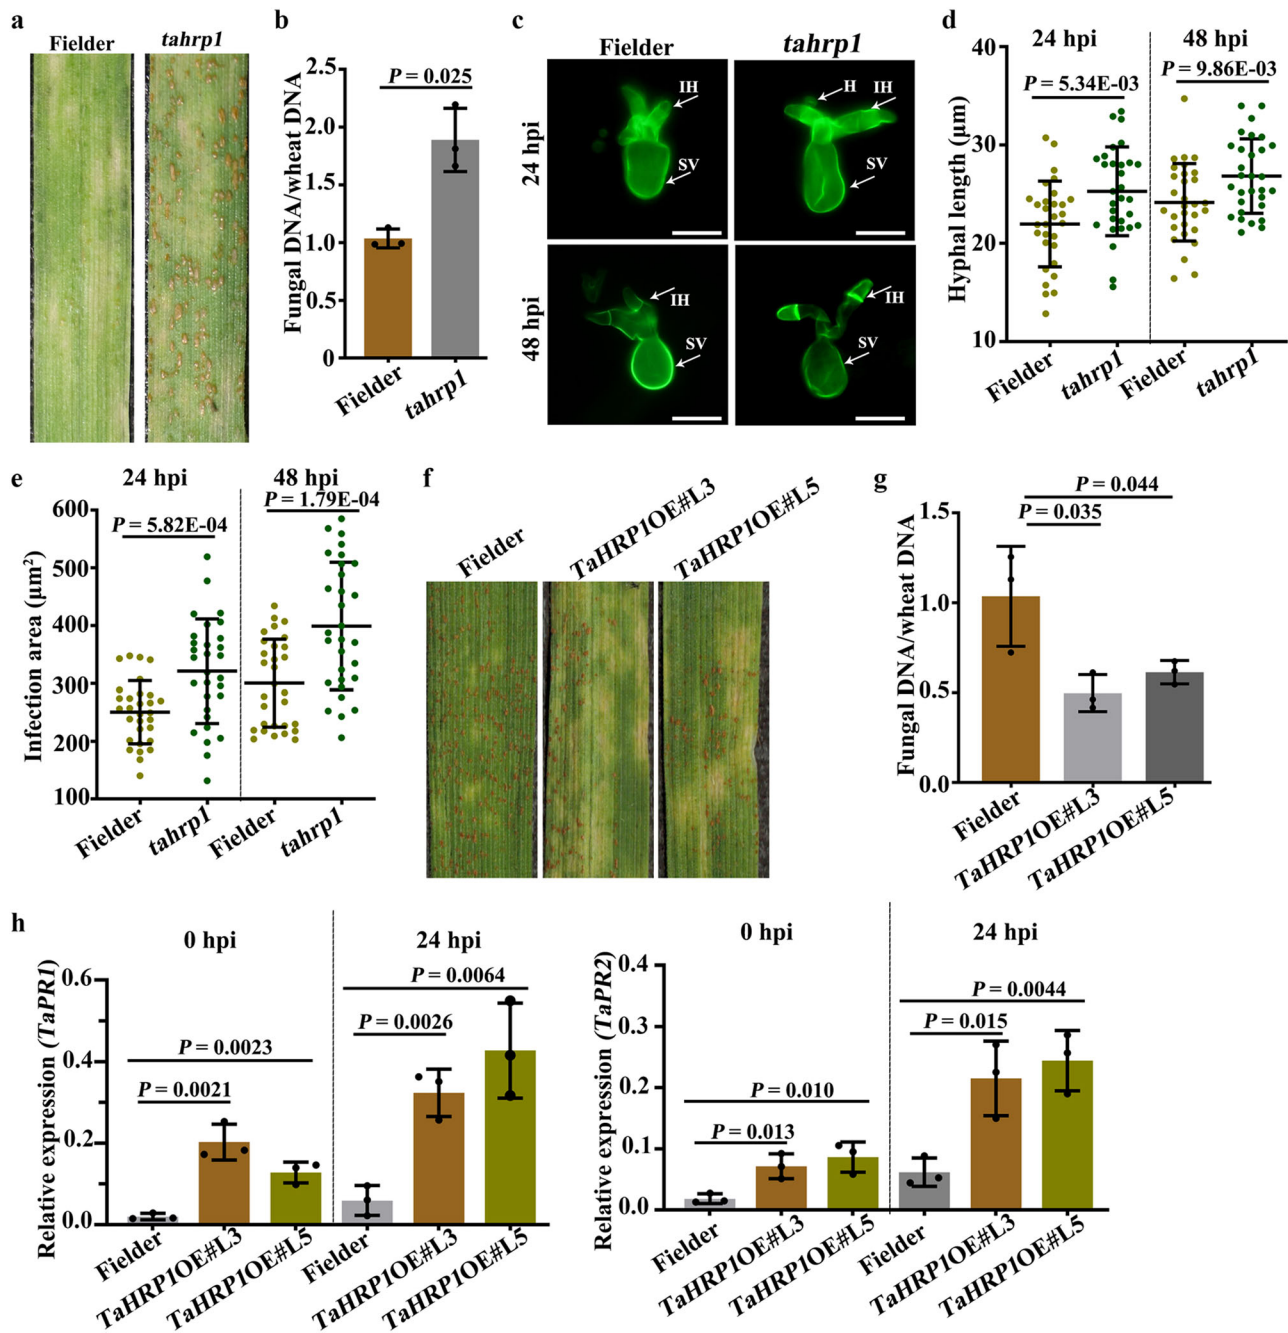 a
Fielder tahrp1
b
Fungal DNA/wheat DNA
2.5
2.0
1.5
1.0
0.5
0
P = 0.025
Fielder
tahrp1
c
Fielder tahrp1
24 hpi
48 hpi
IH
SV
H
IH
SV
IH
SV
IH
SV
d
24 hpi 48 hpi
P = 5.34E-03
P = 9.86E-03
Hyphal length (μm)
40
30
20
10
Fielder
tahrp1
Fielder
tahrp1
e
24 hpi 48 hpi
P = 5.82E-04
P = 1.79E-04
Infection area (μm²)
600
500
400
300
200
100
Fielder
tahrp1
Fielder
tahrp1
f
Fielder
TaHRP1OE#L3
TaHRP1OE#L5
g
P = 0.044
P = 0.035
Fungal DNA/wheat DNA
1.5
1.0
0.5
0.0
Fielder
TaHRP1OE#L3
TaHRP1OE#L5
h
0 hpi 24 hpi
Relative expression (TaPR1)
0.6
0.4
0.2
0.0
P = 0.0023
P = 0.0021
P = 0.0064
P = 0.0026
Fielder
TaHRP1OE#L3
TaHRP1OE#L5
Fielder
TaHRP1OE#L3
TaHRP1OE#L5
0 hpi 24 hpi
Relative expression (TaPR2)
0.4
0.3
0.2
0.1
0.0
P = 0.010
P = 0.013
P = 0.0044
P = 0.015
Fielder
TaHRP1OE#L3
TaHRP1OE#L5
Fielder
TaHRP1OE#L3
TaHRP1OE#L5